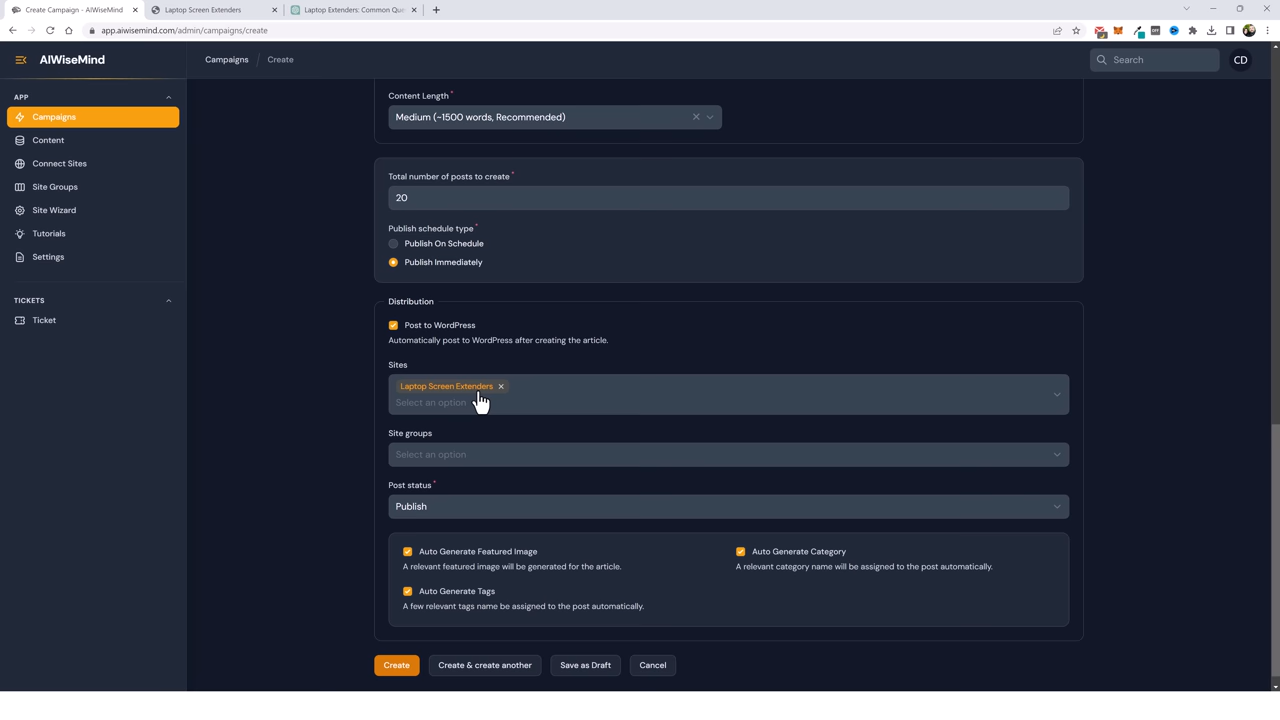 Create Campaign - AIWiseMind
Laptop Screen Extenders
Laptop Extenders: Common Que
app.aiwisemind.com/admin/campaigns/create
AIWiseMind
Campaigns / Create
Search
CD
APP
Campaigns
Content
Connect Sites
Site Groups
Site Wizard
Tutorials
Settings
TICKETS
Ticket
Content Length*
Medium (~1500 words, Recommended)
Total number of posts to create*
20
Publish schedule type*
Publish On Schedule
Publish Immediately
Distribution
Post to WordPress
Automatically post to WordPress after creating the article.
Sites
Laptop Screen Extenders
Select an option
Site groups
Select an option
Post status*
Publish
Auto Generate Featured Image
A relevant featured image will be generated for the article.
Auto Generate Category
A relevant category name will be assigned to the post automatically.
Auto Generate Tags
A few relevant tags name be assigned to the post automatically.
Create
Create & create another
Save as Draft
Cancel